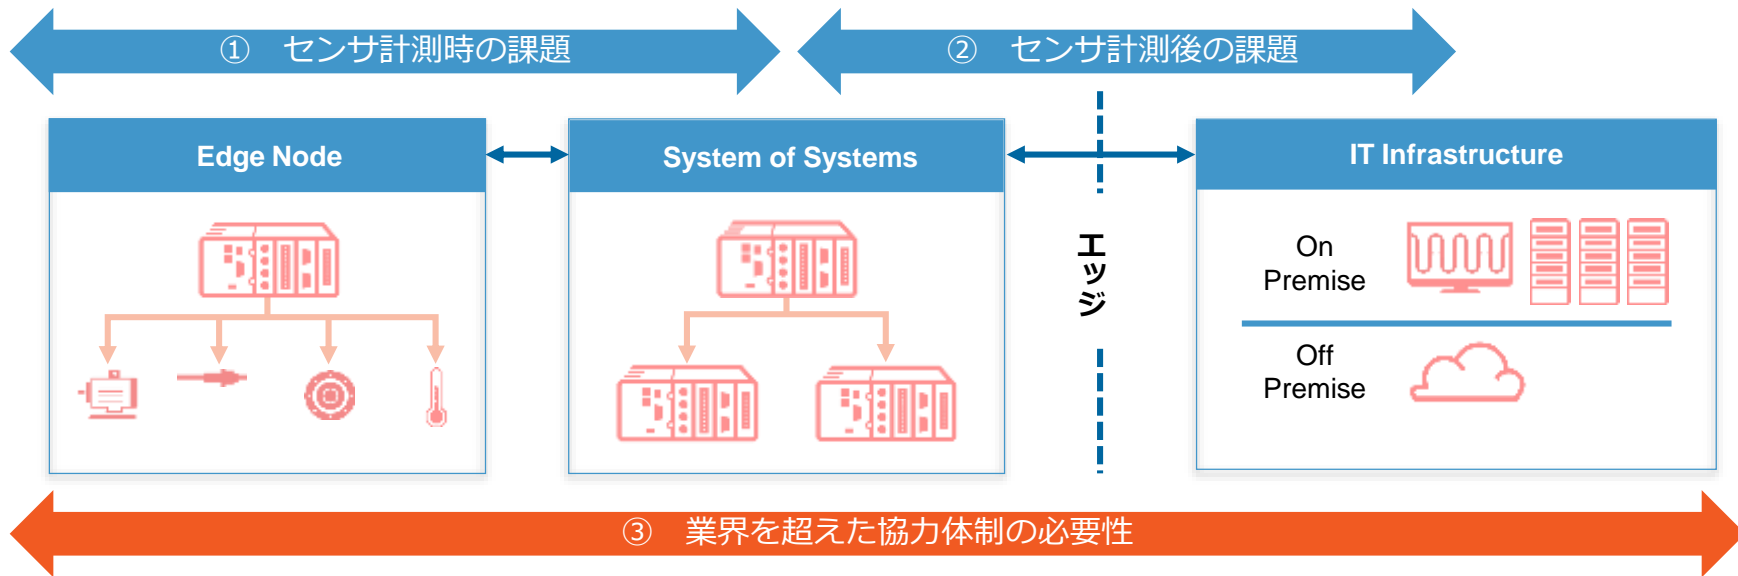 ① センサ計測時の課題
② センサ計測後の課題
Edge Node
System of Systems
IT Infrastructure
エッジ
On
Premise
Off
Premise
③ 業界を超えた協力体制の必要性